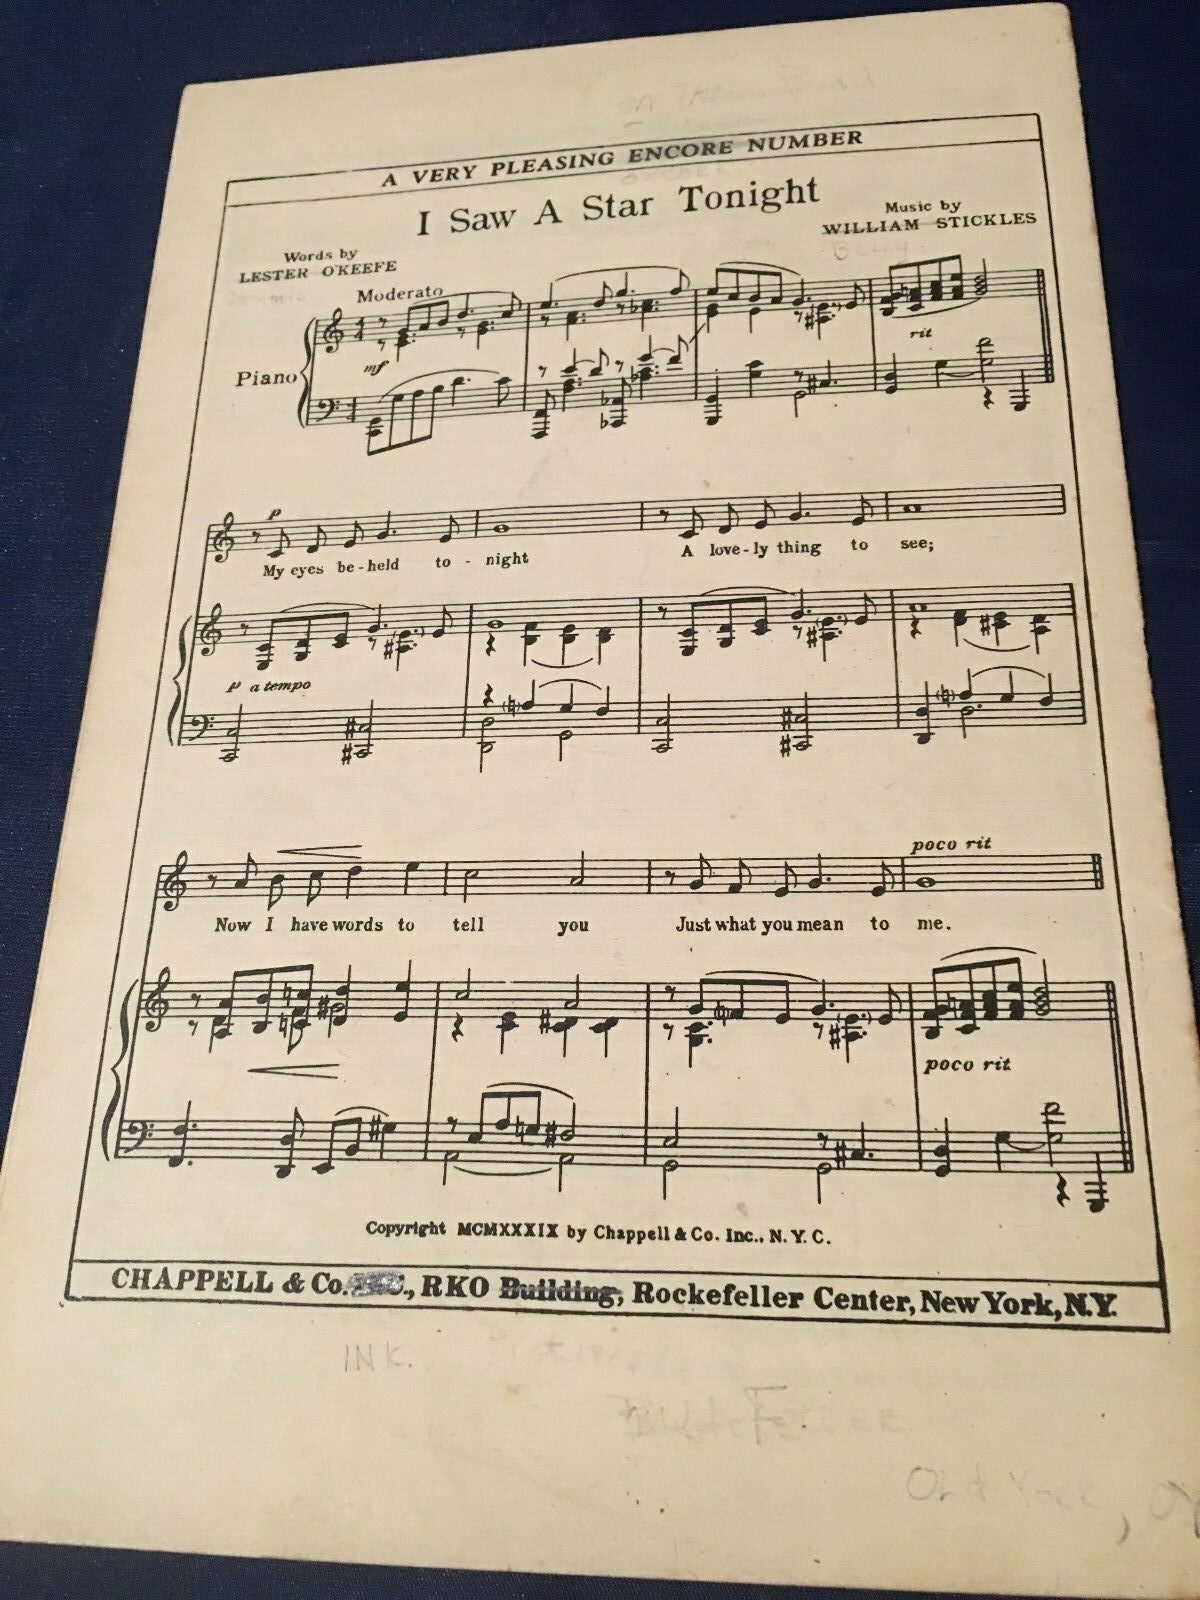 A VERY PLEASING ENCORE NUMBER
I Saw A Star Tonight
Words by
LESTER O'KEEFE
Music by
WILLIAM STICKLES
Moderato
Piano
mf
rit
p
My eyes be - held to - night A love - ly thing to see;
p a tempo
poco rit
Now I have words to tell you Just what you mean to me.
poco rit
Copyright MCMXXXIX by Chappell & Co. Inc., N. Y. C.
CHAPPELL & Co., RKO Building, Rockefeller Center, New York, N.Y.
INK.
OLd York